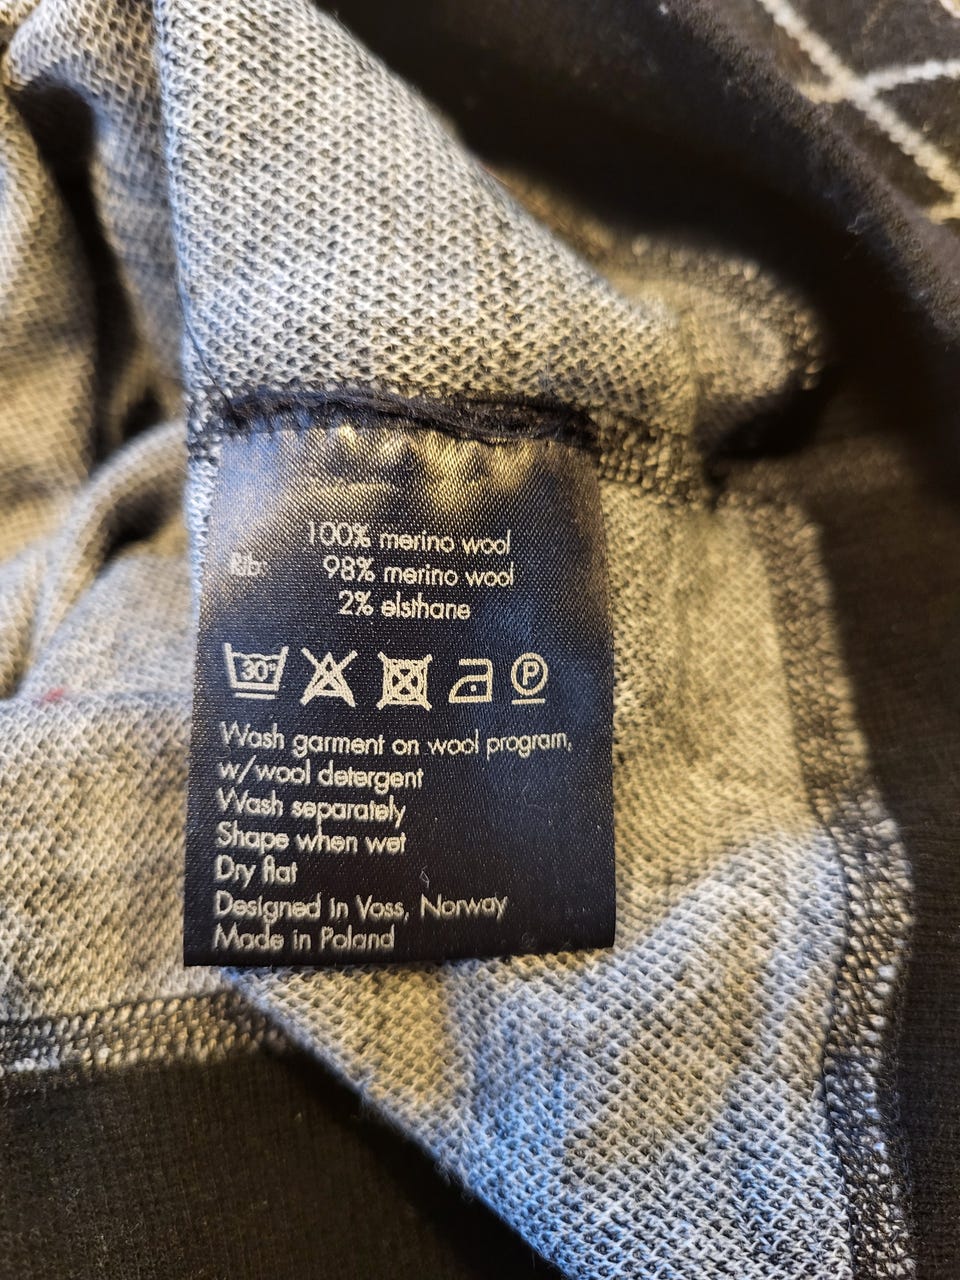 100% merino wool
Rib: 98% merino wool
2% elsthane
30°
P
Wash garment on wool program,
w/wool detergent
Wash separately
Shape when wet
Dry flat
Designed in Voss, Norway
Made in Poland